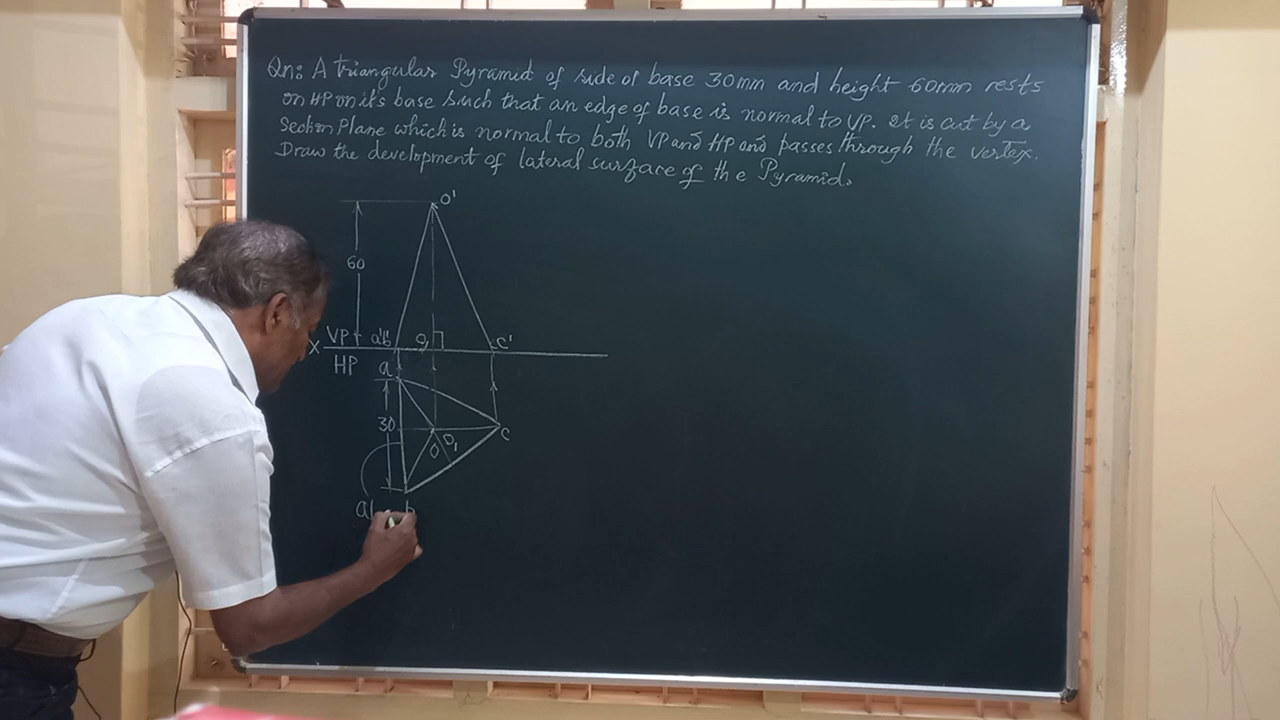 Qn: A triangular Pyramid of side of base 30mm and height 60mm rests
on HP on its base such that an edge of base is normal to VP. It is cut by a
Section Plane which is normal to both VP and HP and passes through the vertex.
Draw the development of lateral surface of the Pyramid.
o'
60
X VP a'b' o₁' c'
HP
a
30
c
o o₁
b